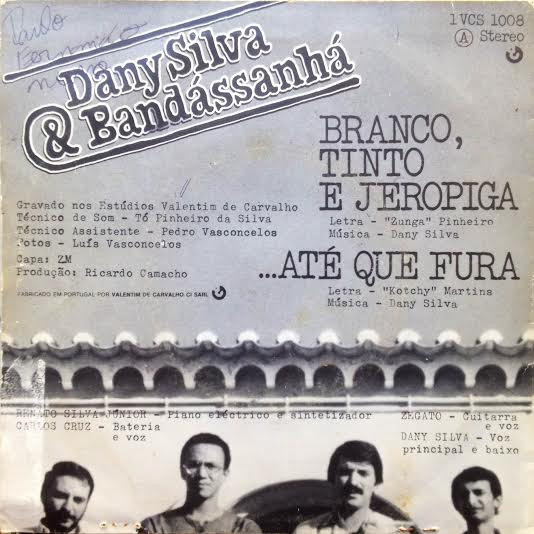 Paulo
1VCS 1008
A Stereo
Dany Silva
& Bandássanhá
BRANCO,
TINTO
E JEROPIGA
Letra - "Zunga" Pinheiro
Música - Dany Silva
...ATÉ QUE FURA
Letra - "Kotchy" Martins
Música - Dany Silva
Gravado nos Estúdios Valentim de Carvalho
Técnico de Som - Tó Pinheiro da Silva
Técnico Assistente - Pedro Vasconcelos
Fotos - Luís Vasconcelos
Capa: ZM
Produção: Ricardo Camacho
FABRICADO EM PORTUGAL POR VALENTIM DE CARVALHO CI SARL
RENATO SILVA JÚNIOR - Piano eléctrico e sintetizador
CARLOS CRUZ - Bateria
e voz
ZEGATO - Guitarra
e voz
DANY SILVA - Voz
principal e baixo